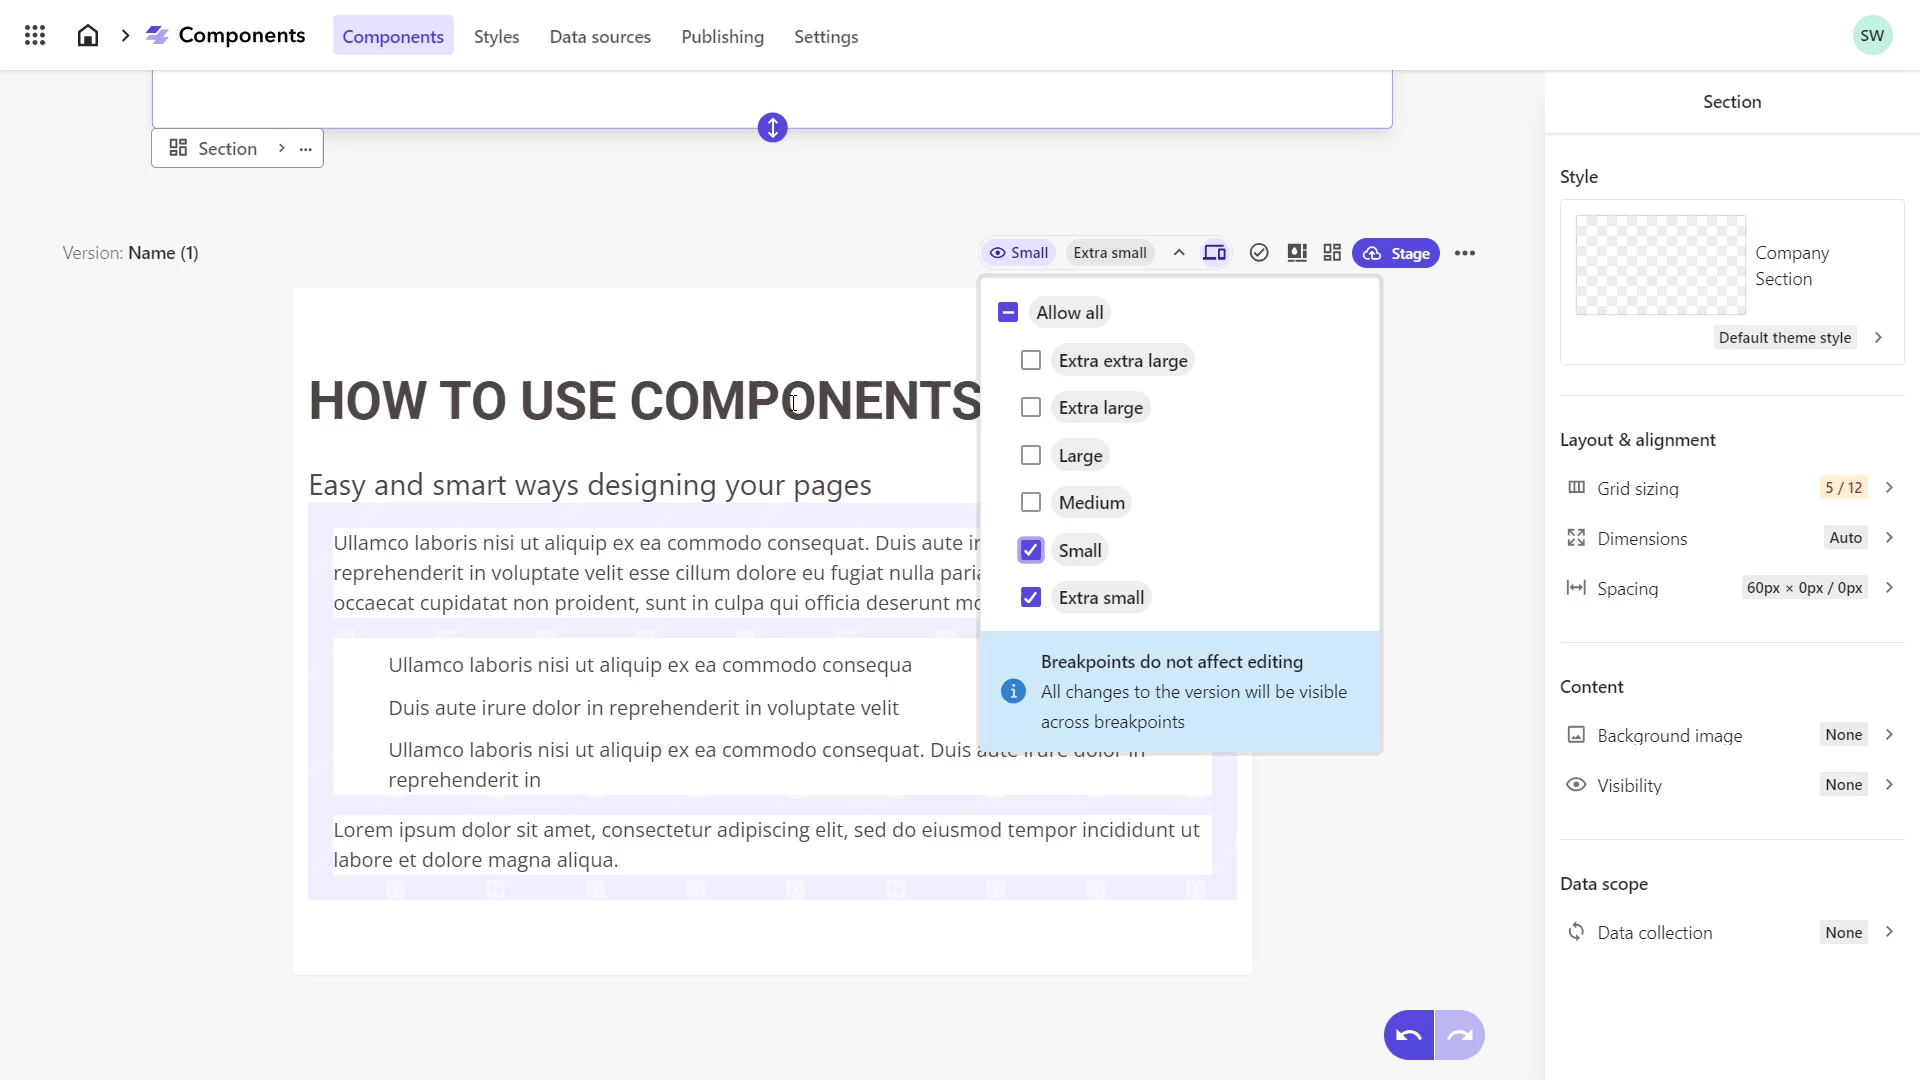 Components
Components
Styles
Data sources
Publishing
Settings
SW
Section
Section
Style
Company
Section
Default theme style
Version: Name (1)
Small
Extra small
Stage
Allow all
Extra extra large
Extra large
Large
Medium
Small
Extra small
Breakpoints do not affect editing
All changes to the version will be visible
across breakpoints
HOW TO USE COMPONENTS
Easy and smart ways designing your pages
Ullamco laboris nisi ut aliquip ex ea commodo consequat. Duis aute
reprehenderit in voluptate velit esse cillum dolore eu fugiat nulla
occaecat cupidatat non proident, sunt in culpa qui officia deserunt
Ullamco laboris nisi ut aliquip ex ea commodo consequa
Duis aute irure dolor in reprehenderit in voluptate velit
Ullamco laboris nisi ut aliquip ex ea commodo consequat. Duis aute irure dolor in
reprehenderit in
Lorem ipsum dolor sit amet, consectetur adipiscing elit, sed do eiusmod tempor incididunt ut
labore et dolore magna aliqua.
Layout & alignment
Grid sizing
5 / 12
Dimensions
Auto
Spacing
60px × 0px / 0px
Content
Background image
None
Visibility
None
Data scope
Data collection
None